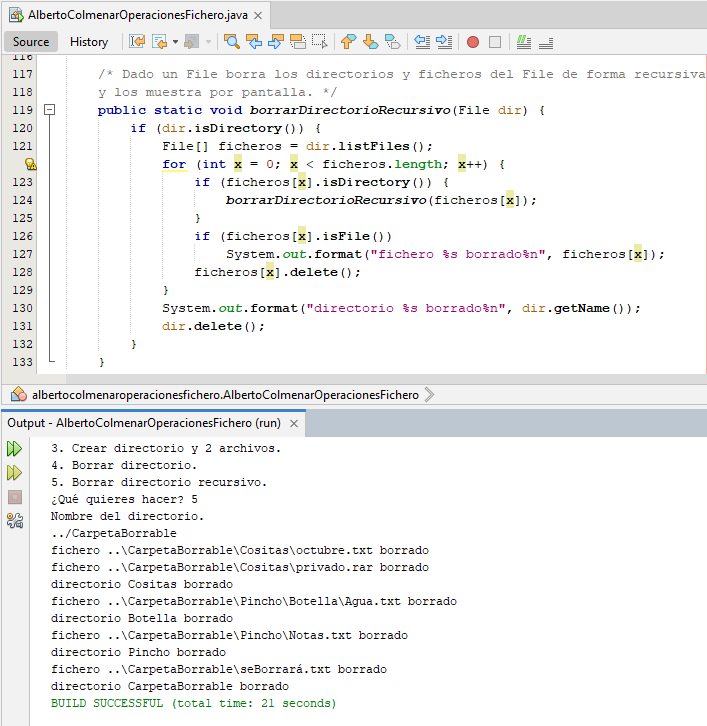 AlbertoColmenarOperacionesFichero.java ×
Source History
116
117 /* Dado un File borra los directorios y ficheros del File de forma recursiva
118 y los muestra por pantalla. */
119 public static void borrarDirectorioRecursivo(File dir) {
120 if (dir.isDirectory()) {
121 File[] ficheros = dir.listFiles();
for (int x = 0; x < ficheros.length; x++) {
123 if (ficheros[x].isDirectory()) {
124 borrarDirectorioRecursivo(ficheros[x]);
125 }
126 if (ficheros[x].isFile())
127 System.out.format("fichero %s borrado%n", ficheros[x]);
128 ficheros[x].delete();
129 }
130 System.out.format("directorio %s borrado%n", dir.getName());
131 dir.delete();
132 }
133 }
albertocolmenaroperacionesfichero.AlbertoColmenarOperacionesFichero
Output - AlbertoColmenarOperacionesFichero (run) ×
3. Crear directorio y 2 archivos.
4. Borrar directorio.
5. Borrar directorio recursivo.
¿Qué quieres hacer? 5
Nombre del directorio.
../CarpetaBorrable
fichero ..\CarpetaBorrable\Cositas\octubre.txt borrado
fichero ..\CarpetaBorrable\Cositas\privado.rar borrado
directorio Cositas borrado
fichero ..\CarpetaBorrable\Pincho\Botella\Agua.txt borrado
directorio Botella borrado
fichero ..\CarpetaBorrable\Pincho\Notas.txt borrado
directorio Pincho borrado
fichero ..\CarpetaBorrable\seBorrará.txt borrado
directorio CarpetaBorrable borrado
BUILD SUCCESSFUL (total time: 21 seconds)